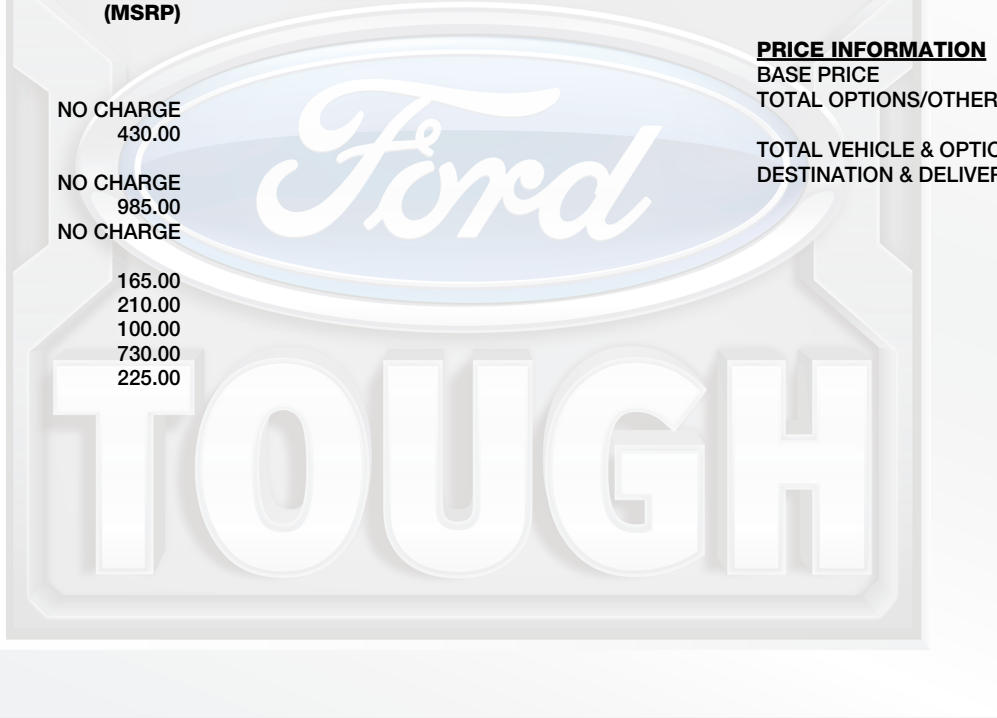 (MSRP)
NO CHARGE
430.00
NO CHARGE
985.00
NO CHARGE
165.00
210.00
100.00
730.00
225.00
PRICE INFORMATION
BASE PRICE
TOTAL OPTIONS/OTHER
TOTAL VEHICLE & OPTIO
DESTINATION & DELIVER
Ford
TOUGH